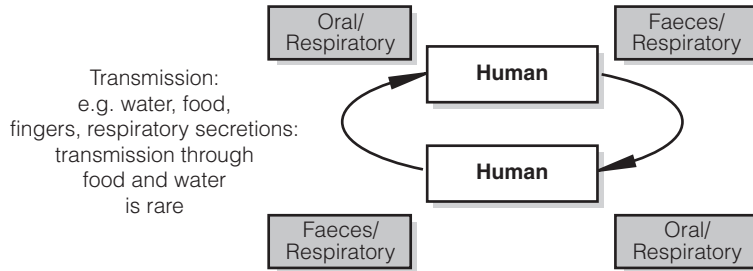 Oral/
Respiratory
Faeces/
Respiratory
Human
Transmission:
e.g. water, food,
fingers, respiratory secretions:
transmission through
food and water
is rare
Human
Faeces/
Respiratory
Oral/
Respiratory